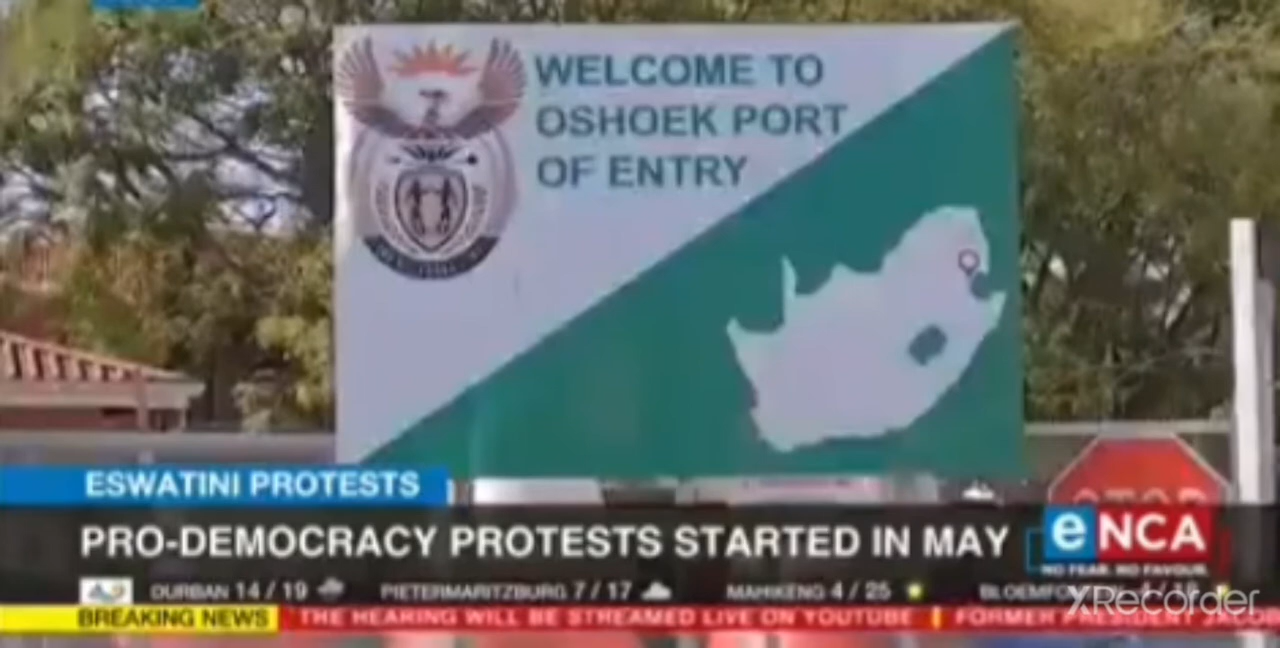 WELCOME TO
OSHOEK PORT
OF ENTRY
ESWATINI PROTESTS
STOP
PRO-DEMOCRACY PROTESTS STARTED IN MAY
eNCA
NO FEAR. NO FAVOUR.
DURBAN 14 / 19 PIETERMARITZBURG 7 / 17 MAHIKENG 4 / 25
XRecorder
BREAKING NEWS THE HEARING WILL BE STREAMED LIVE ON YOUTUBE | FORMER PRESIDENT JACOB